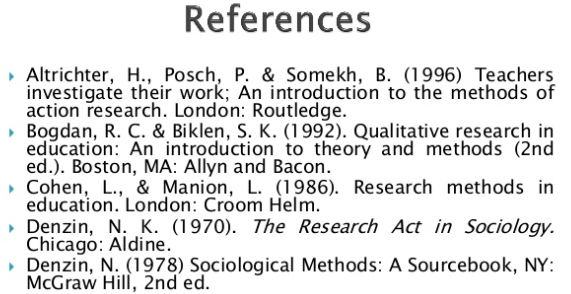 References
Altrichter, H., Posch, P. & Somekh, B. (1996) Teachers
investigate their work; An introduction to the methods of
action research. London: Routledge.
Bogdan, R. C. & Biklen, S. K. (1992). Qualitative research in
education: An introduction to theory and methods (2nd
ed.). Boston, MA: Allyn and Bacon.
Cohen, L., & Manion, L. (1986). Research methods in
education. London: Croom Helm.
Denzin, N. K. (1970). The Research Act in Sociology.
Chicago: Aldine.
Denzin, N. (1978) Sociological Methods: A Sourcebook, NY:
McGraw Hill, 2nd ed.